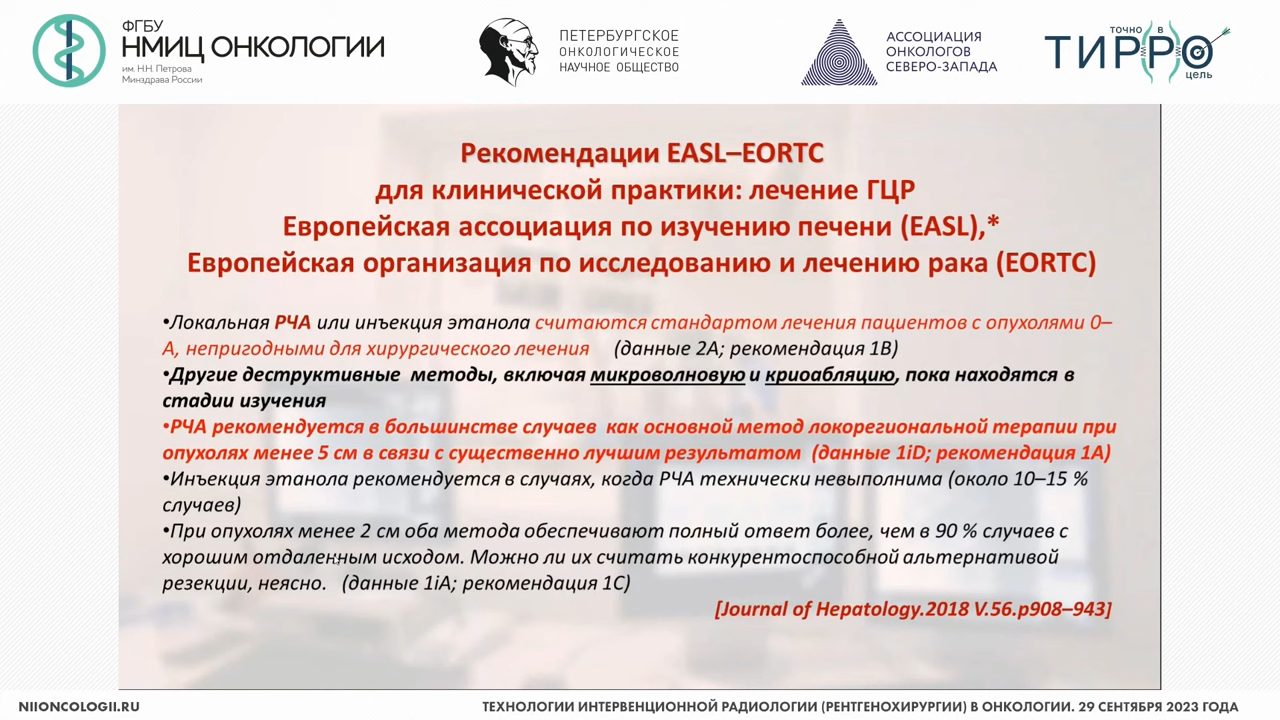 ФГБУ
НМИЦ ОНКОЛОГИИ
им. Н.Н. Петрова
Минздрава России
ПЕТЕРБУРГСКОЕ
ОНКОЛОГИЧЕСКОЕ
НАУЧНОЕ ОБЩЕСТВО
АССОЦИАЦИЯ
ОНКОЛОГОВ
СЕВЕРО-ЗАПАДА
точно в
ТИРРО
цель
Рекомендации EASL–EORTC
для клинической практики: лечение ГЦР
Европейская ассоциация по изучению печени (EASL),*
Европейская организация по исследованию и лечению рака (EORTC)
•Локальная РЧА или инъекция этанола считаются стандартом лечения пациентов с опухолями 0–
А, непригодными для хирургического лечения (данные 2А; рекомендация 1В)
•Другие деструктивные методы, включая микроволновую и криоабляцию, пока находятся в
стадии изучения
•РЧА рекомендуется в большинстве случаев как основной метод локорегиональной терапии при
опухолях менее 5 см в связи с существенно лучшим результатом (данные 1iD; рекомендация 1А)
•Инъекция этанола рекомендуется в случаях, когда РЧА технически невыполнима (около 10–15 %
случаев)
•При опухолях менее 2 см оба метода обеспечивают полный ответ более, чем в 90 % случаев с
хорошим отдаленным исходом. Можно ли их считать конкурентоспособной альтернативой
резекции, неясно. (данные 1iA; рекомендация 1С)
[Journal of Hepatology.2018 V.56.p908–943]
NIIONCOLOGII.RU
ТЕХНОЛОГИИ ИНТЕРВЕНЦИОННОЙ РАДИОЛОГИИ (РЕНТГЕНОХИРУРГИИ) В ОНКОЛОГИИ. 29 СЕНТЯБРЯ 2023 ГОДА